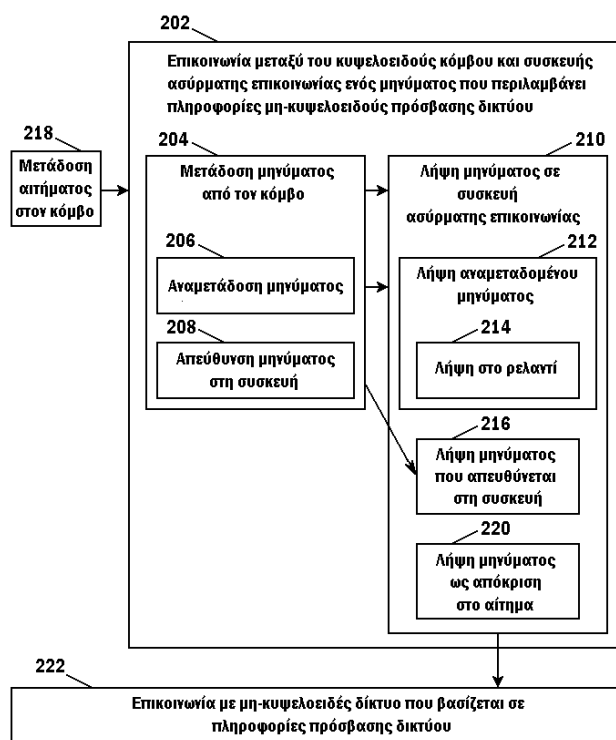 202
Επικοινωνία μεταξύ του κυψελοειδούς κόμβου και συσκευής
ασύρματης επικοινωνίας ενός μηνύματος που περιλαμβάνει
πληροφορίες μη-κυψελοειδούς πρόσβασης δικτύου
218
Μετάδοση
αιτήματος
στον κόμβο
204
Μετάδοση μηνύματος
από τον κόμβο
206
Αναμετάδοση μηνύματος
208
Απεύθυνση μηνύματος
στη συσκευή
210
Λήψη μηνύματος σε
συσκευή
ασύρματης επικοινωνίας
212
Λήψη αναμεταδομένου
μηνύματος
214
Λήψη στο ρελαντί
216
Λήψη μηνύματος
που απευθύνεται
στη συσκευή
220
Λήψη μηνύματος
ως απόκριση
στο αίτημα
222
Επικοινωνία με μη-κυψελοειδές δίκτυο που βασίζεται σε
πληροφορίες πρόσβασης δικτύου